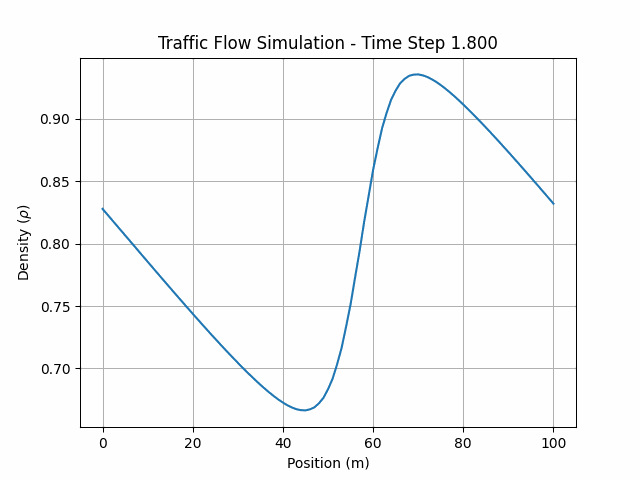 Traffic Flow Simulation - Time Step 1.800
0.90
0.85
0.80
0.75
0.70
Density (ρ)
0 20 40 60 80 100
Position (m)